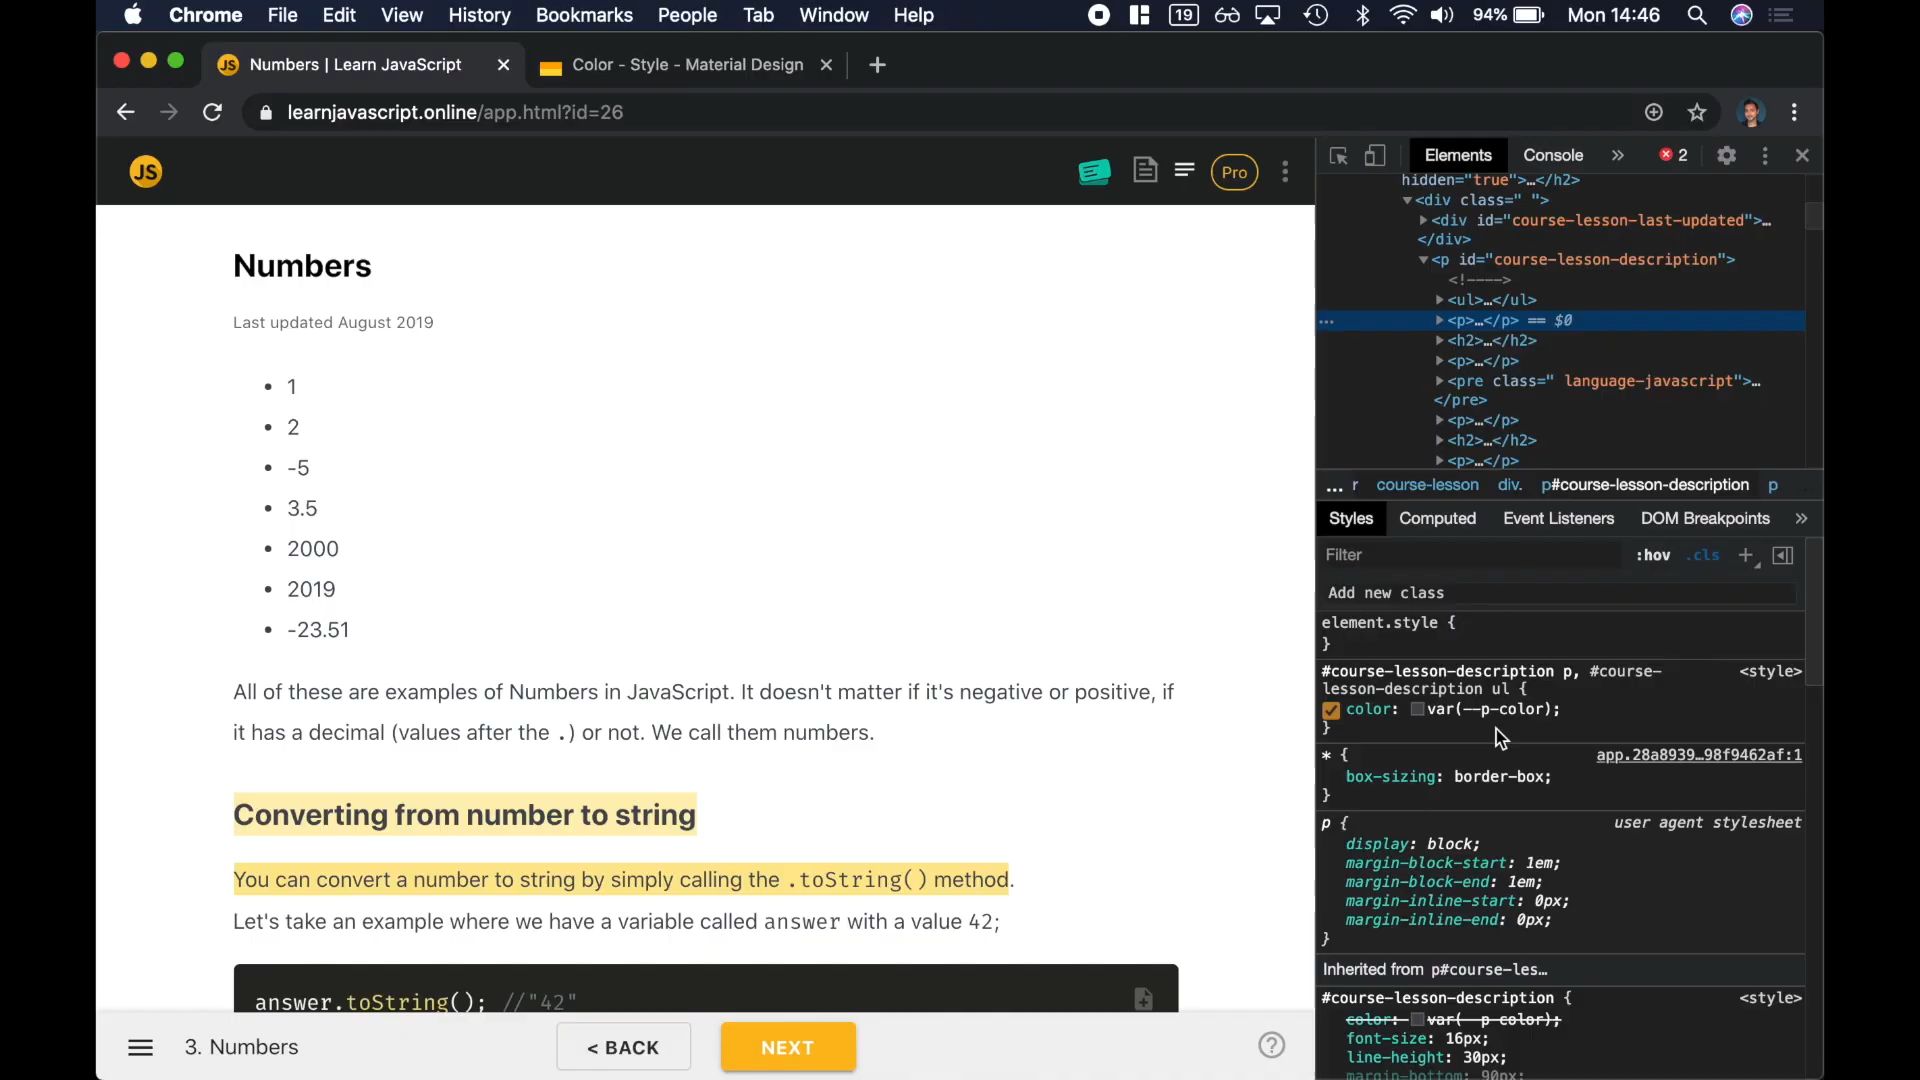 Chrome File Edit View History Bookmarks People Tab Window Help 19 94% Mon 14:46
JS Numbers | Learn JavaScript × Color - Style - Material Design × +
learnjavascript.online/app.html?id=26
JS Pro
Numbers
Last updated August 2019
• 1
• 2
• -5
• 3.5
• 2000
• 2019
• -23.51
All of these are examples of Numbers in JavaScript. It doesn't matter if it's negative or positive, if
it has a decimal (values after the .) or not. We call them numbers.
Converting from number to string
You can convert a number to string by simply calling the .toString() method.
Let's take an example where we have a variable called answer with a value 42;
answer.toString(); //"42"
3. Numbers < BACK NEXT ?
Elements Console » 2
hidden="true">…</h2>
<div class=" ">
<div id="course-lesson-last-updated">…
</div>
<p id="course-lesson-description">
<!---->
<ul>…</ul>
… <p>…</p> == $0
<h2>…</h2>
<p>…</p>
<pre class=" language-javascript">…
</pre>
<p>…</p>
<h2>…</h2>
<p>…</p>
… r course-lesson div. p#course-lesson-description p
Styles Computed Event Listeners DOM Breakpoints »
Filter :hov .cls +
Add new class
element.style {
}
#course-lesson-description p, #course- <style>
lesson-description ul {
color: var(--p-color);
}
* { app.28a8939…98f9462af:1
box-sizing: border-box;
}
p { user agent stylesheet
display: block;
margin-block-start: 1em;
margin-block-end: 1em;
margin-inline-start: 0px;
margin-inline-end: 0px;
}
Inherited from p#course-les…
#course-lesson-description { <style>
color: var(--p-color);
font-size: 16px;
line-height: 30px;
margin-bottom: 90px;